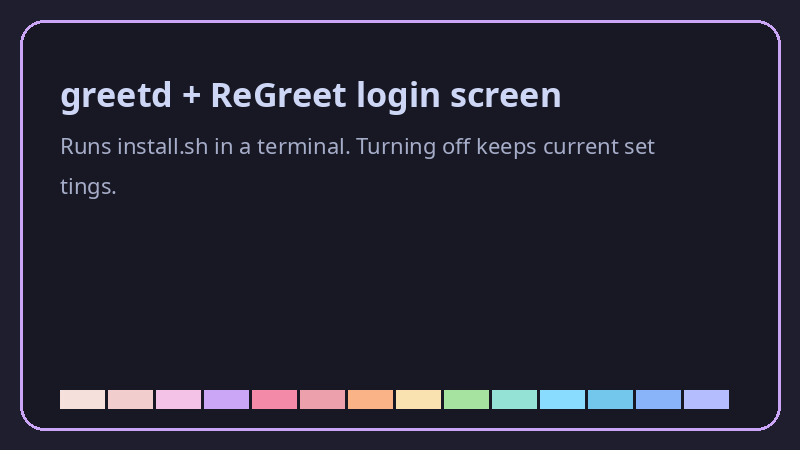 greetd + ReGreet login screen
Runs install.sh in a terminal. Turning off keeps current set
tings.